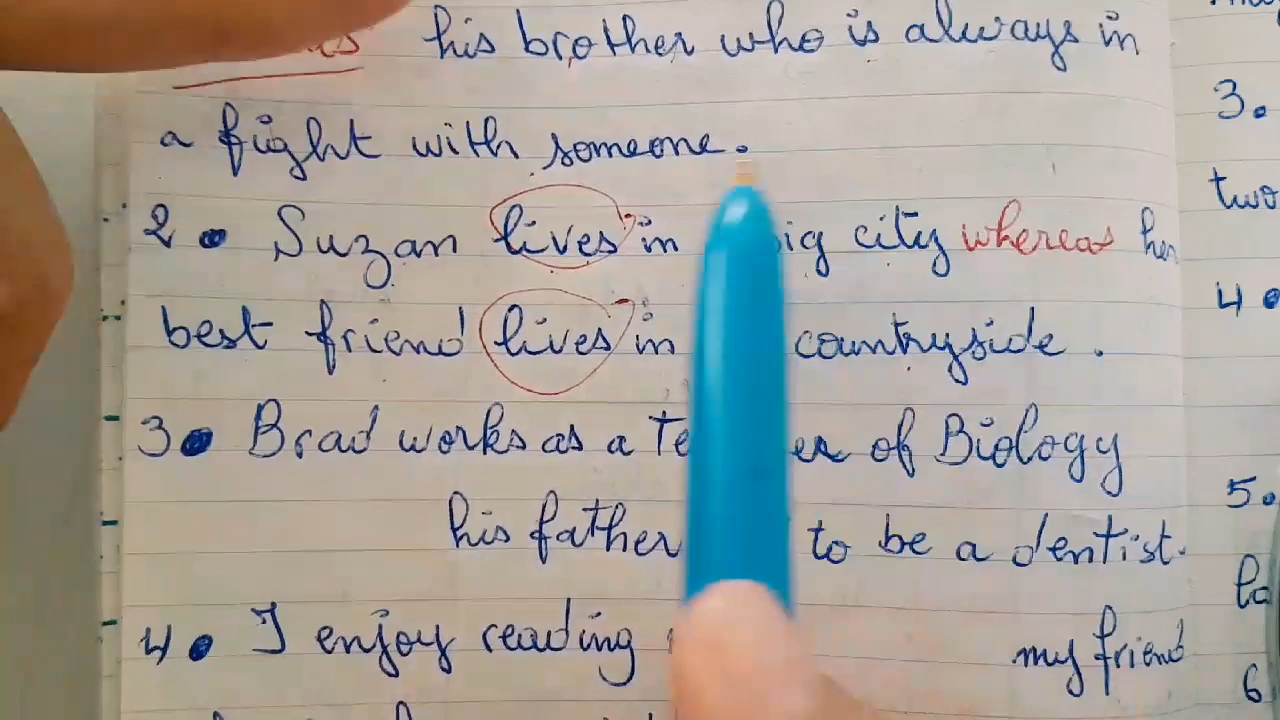 his brother who is always in
a fight with someone.
2. Suzan lives in big city whereas her
best friend lives in countryside.
3. Brad works as a of Biology
his father to be a dentist.
4. I enjoy reading my friend
3.
two
4.
5.
6